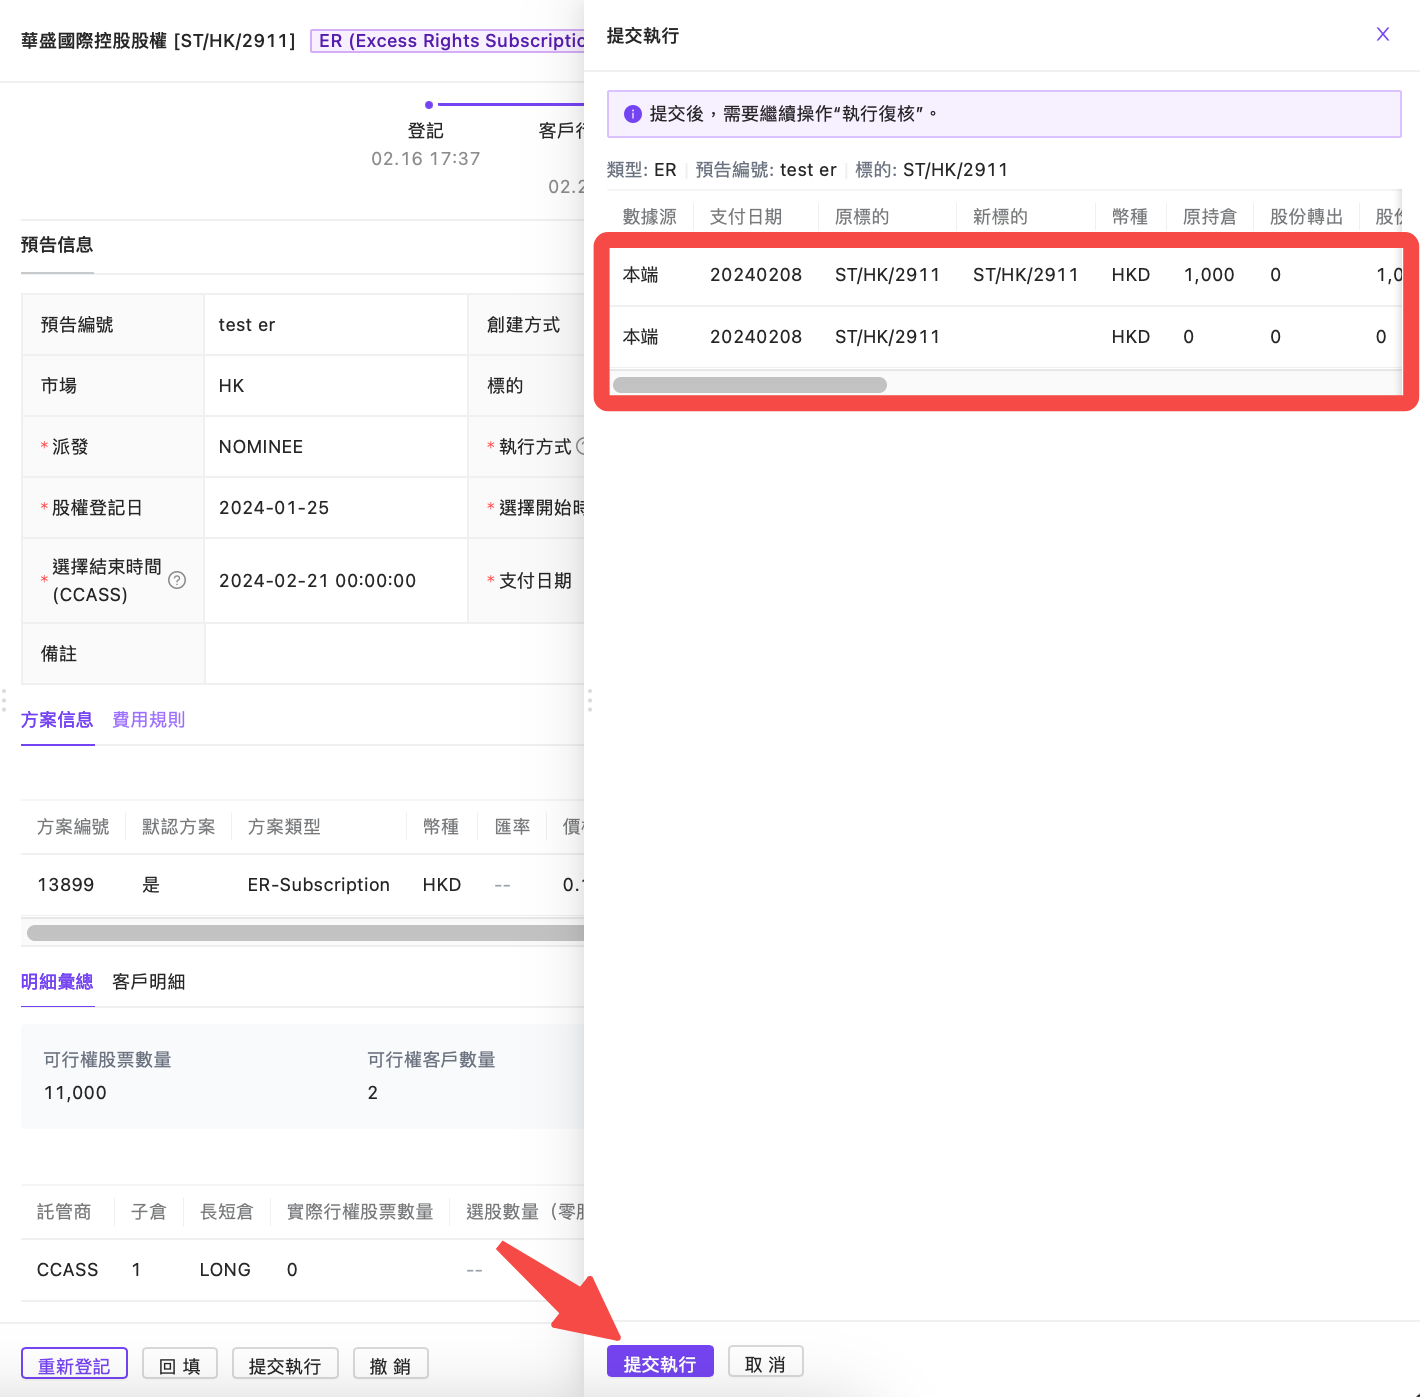 華盛國際控股股權 [ST/HK/2911] ER (Excess Rights Subscriptio
登記 客戶行
02.16 17:37
02.2
預告信息
預告編號 test er 創建方式
市場 HK 標的
*派發 NOMINEE *執行方式
*股權登記日 2024-01-25 *選擇開始時
*選擇結束時間 (CCASS) 2024-02-21 00:00:00 *支付日期
備註
方案信息 費用規則
方案編號 默認方案 方案類型 幣種 匯率 價
13899 是 ER-Subscription HKD -- 0.1
明細彙總 客戶明細
可行權股票數量 可行權客戶數量
11,000 2
託管商 子倉 長短倉 實際行權股票數量 選股數量（零股
CCASS 1 LONG 0 --
重新登記 回 填 提交執行 撤 銷
提交執行
提交後，需要繼續操作“執行復核”。
類型: ER 預告編號: test er 標的: ST/HK/2911
數據源 支付日期 原標的 新標的 幣種 原持倉 股份轉出 股份
本端 20240208 ST/HK/2911 ST/HK/2911 HKD 1,000 0 1,0
本端 20240208 ST/HK/2911 HKD 0 0 0
提交執行 取 消